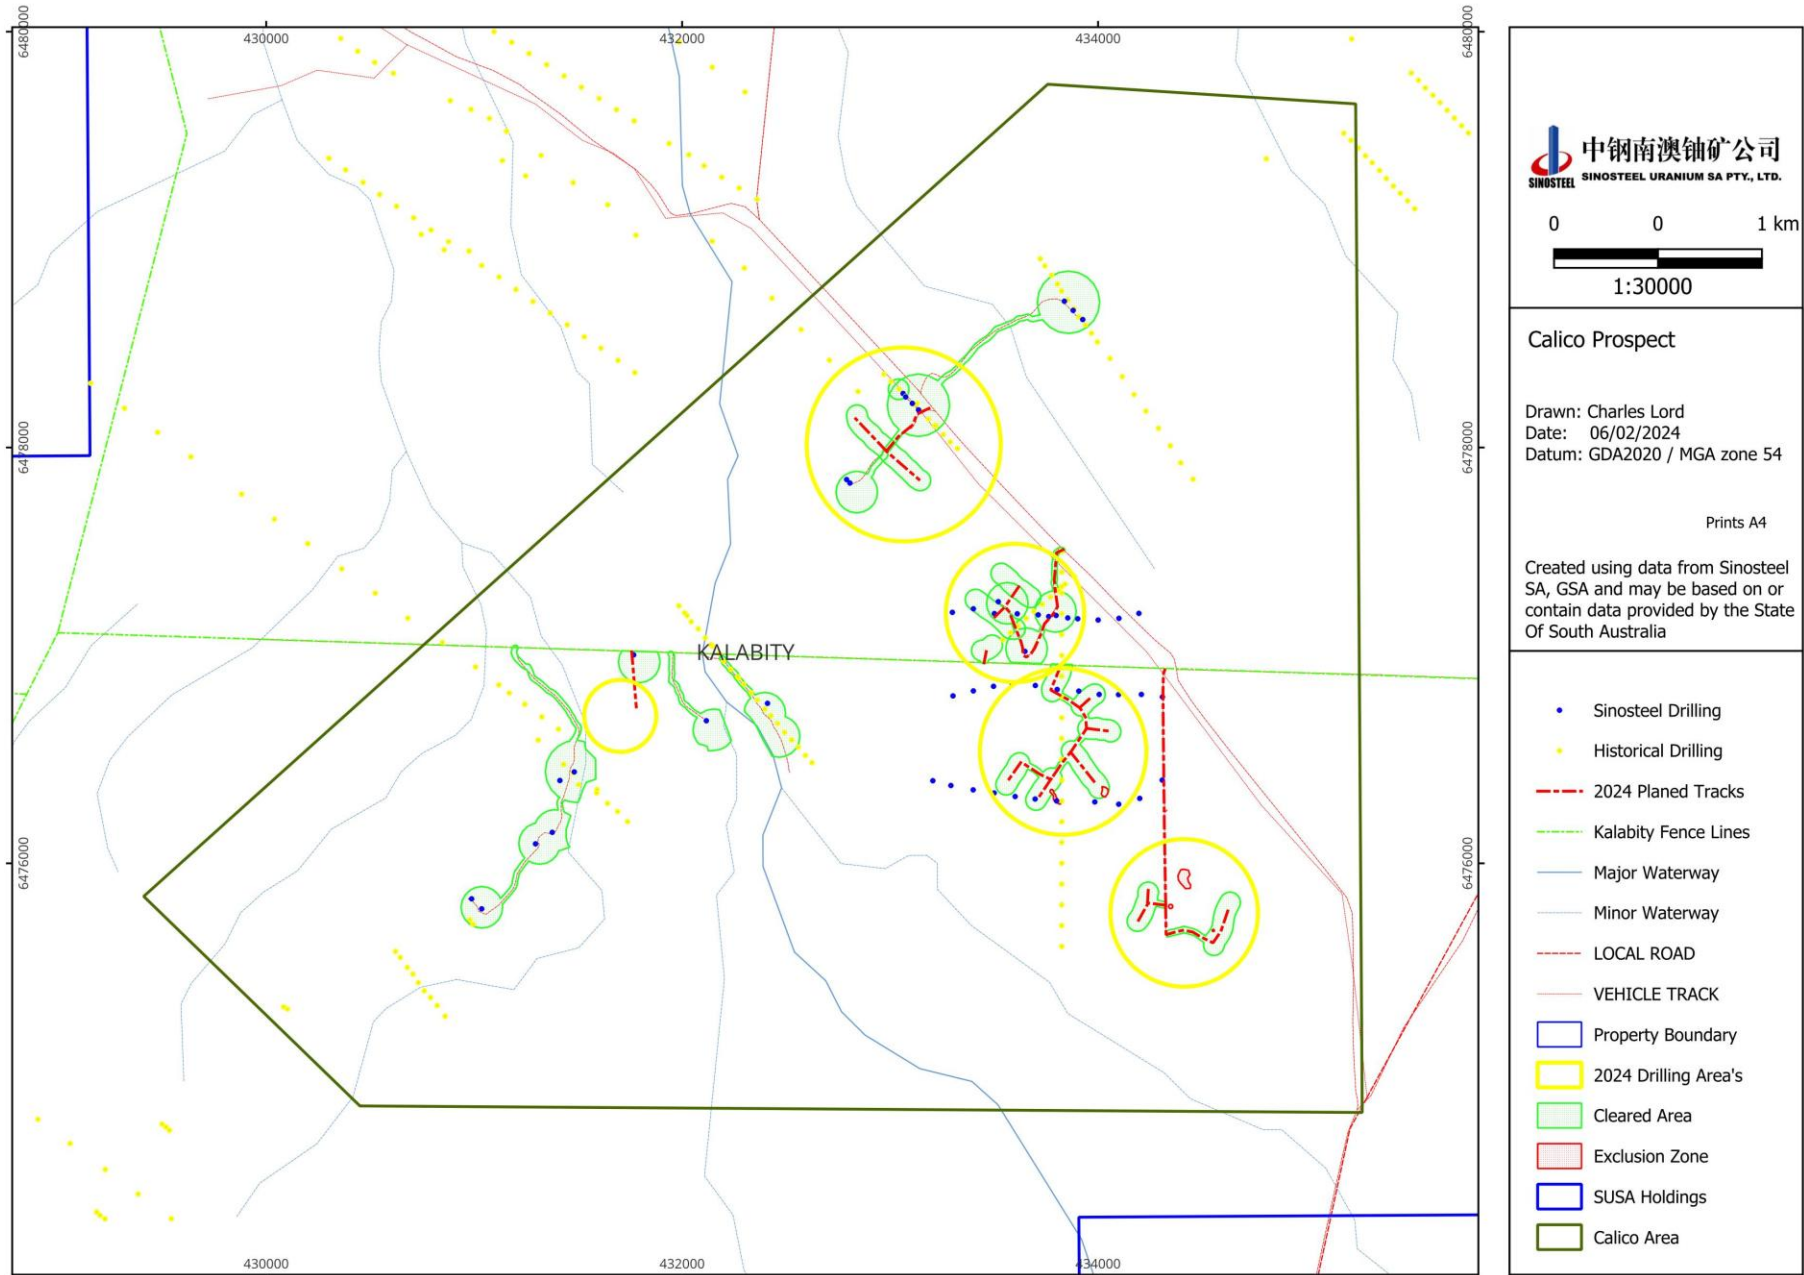 430000
432000
434000
6480000
6480000
6478000
6478000
6476000
6476000
KALABITY
430000
432000
434000
中钢南澳铀矿公司
SINOSTEEL
SINOSTEEL URANIUM SA PTY., LTD.
0 0 1 km
1:30000
Calico Prospect
Drawn: Charles Lord
Date: 06/02/2024
Datum: GDA2020 / MGA zone 54
Prints A4
Created using data from Sinosteel
SA, GSA and may be based on or
contain data provided by the State
Of South Australia
Sinosteel Drilling
Historical Drilling
2024 Planed Tracks
Kalabity Fence Lines
Major Waterway
Minor Waterway
LOCAL ROAD
VEHICLE TRACK
Property Boundary
2024 Drilling Area's
Cleared Area
Exclusion Zone
SUSA Holdings
Calico Area